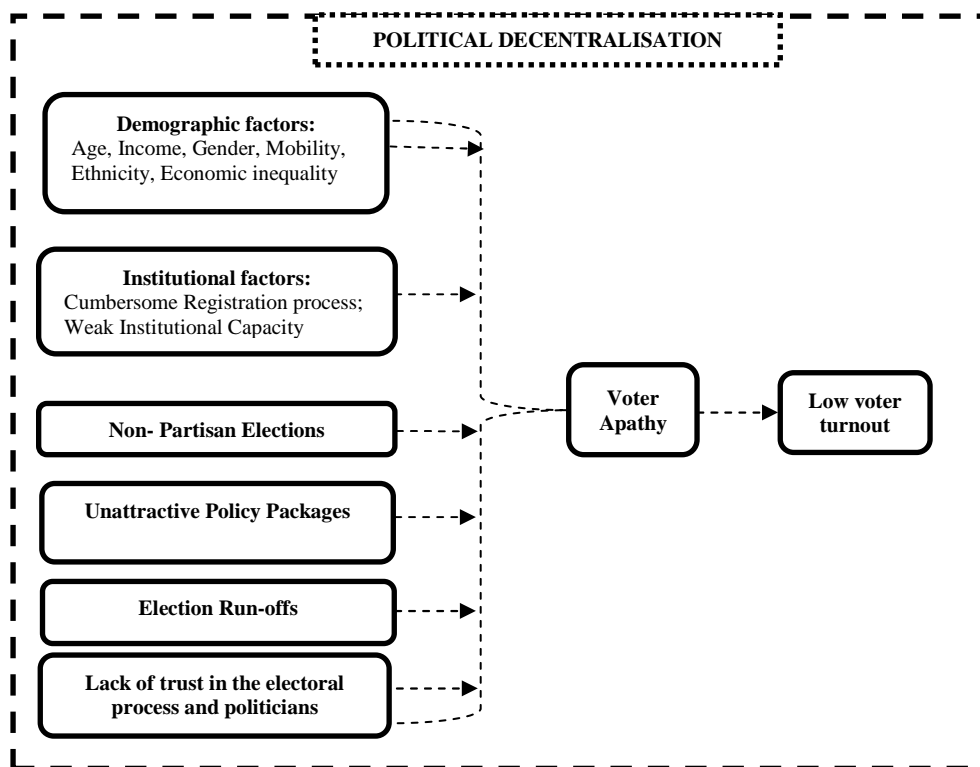 POLITICAL DECENTRALISATION
Demographic factors:
Age, Income, Gender, Mobility,
Ethnicity, Economic inequality
Institutional factors:
Cumbersome Registration process;
Weak Institutional Capacity
Non- Partisan Elections
Unattractive Policy Packages
Election Run-offs
Lack of trust in the electoral
process and politicians
Voter
Apathy
Low voter
turnout